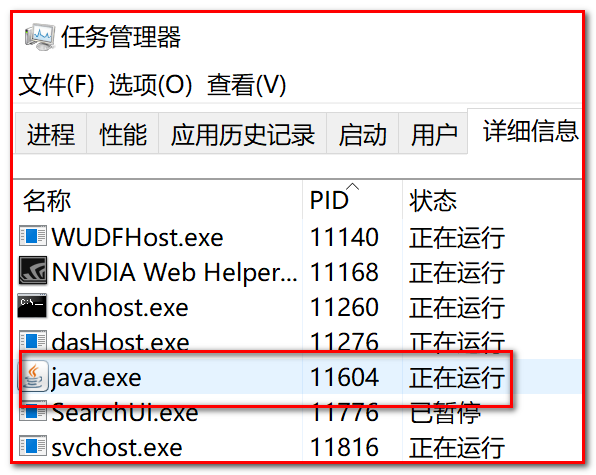 任务管理器
文件(F) 选项(O) 查看(V)
进程 性能 应用历史记录 启动 用户 详细信息
名称 PID 状态
WUDFHost.exe 11140 正在运行
NVIDIA Web Helper... 11168 正在运行
conhost.exe 11260 正在运行
dasHost.exe 11276 正在运行
java.exe 11604 正在运行
SearchUI.exe 11776 已暂停
svchost.exe 11816 正在运行